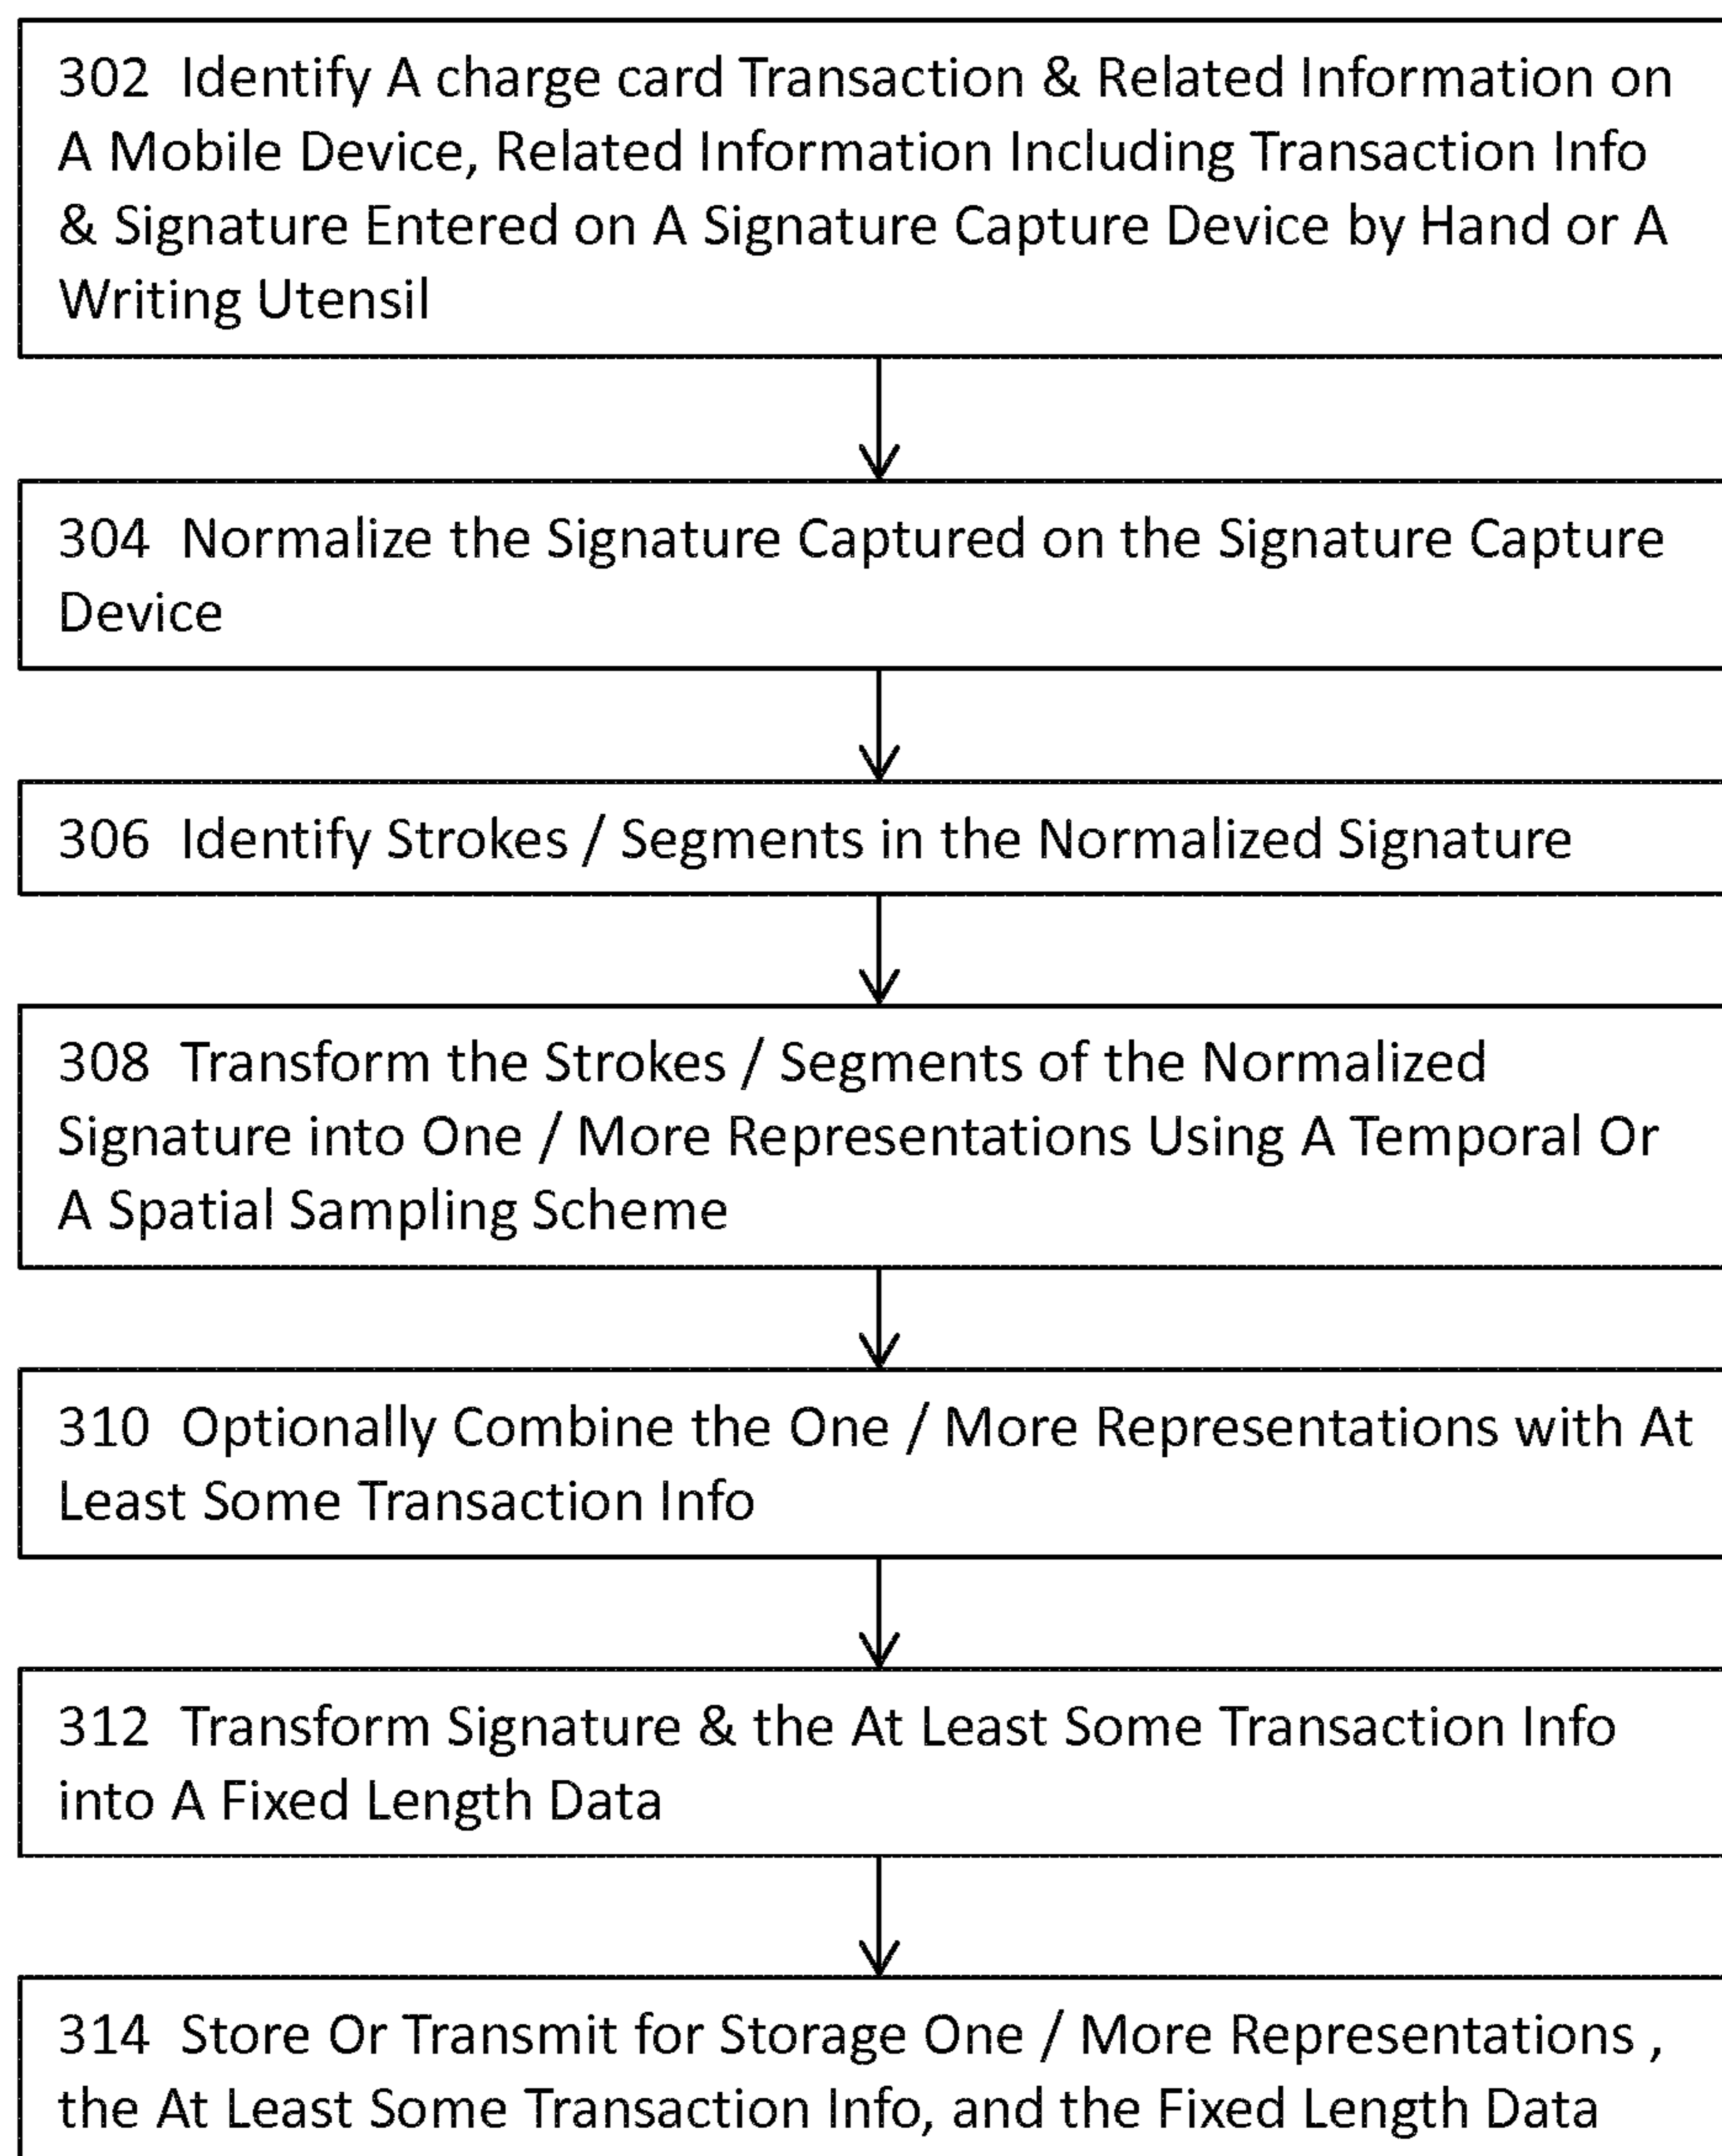 302 Identify A charge card Transaction & Related Information on
A Mobile Device, Related Information Including Transaction Info
& Signature Entered on A Signature Capture Device by Hand or A
Writing Utensil
304 Normalize the Signature Captured on the Signature Capture
Device
306 Identify Strokes / Segments in the Normalized Signature
308 Transform the Strokes / Segments of the Normalized
Signature into One / More Representations Using A Temporal Or
A Spatial Sampling Scheme
310 Optionally Combine the One / More Representations with At
Least Some Transaction Info
312 Transform Signature & the At Least Some Transaction Info
into A Fixed Length Data
314 Store Or Transmit for Storage One / More Representations ,
the At Least Some Transaction Info, and the Fixed Length Data